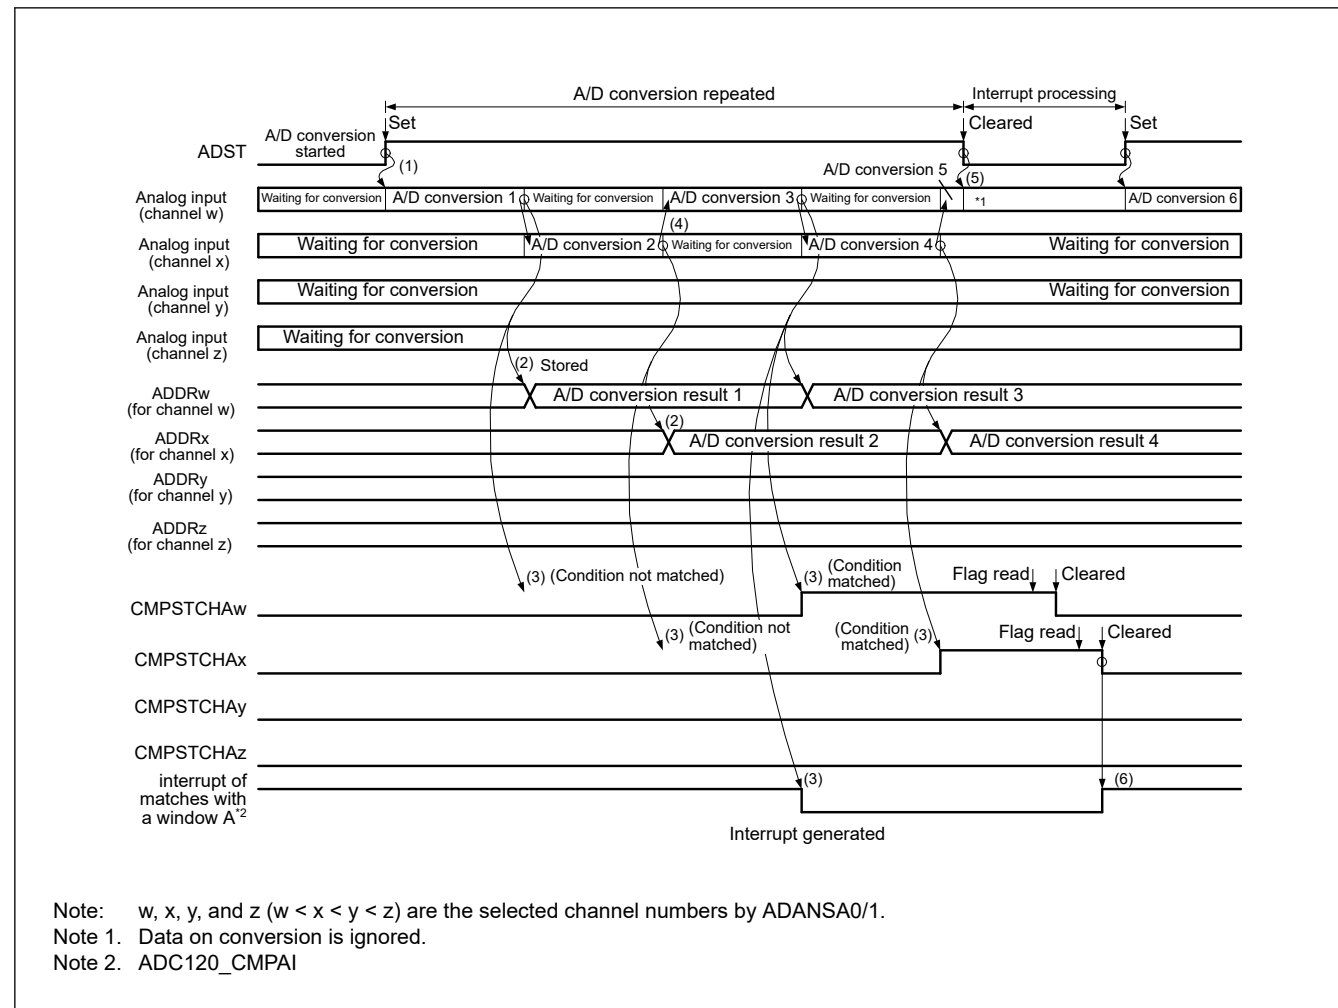 A/D conversion repeated
Interrupt processing
Set
Cleared
Set
A/D conversion
started
ADST
(1)
A/D conversion 5
(5)
Analog input
(channel w)
Waiting for conversion
A/D conversion 1
Waiting for conversion
A/D conversion 3
Waiting for conversion
*1
A/D conversion 6
(4)
Analog input
(channel x)
Waiting for conversion
A/D conversion 2
Waiting for conversion
A/D conversion 4
Waiting for conversion
Analog input
(channel y)
Waiting for conversion
Waiting for conversion
Analog input
(channel z)
Waiting for conversion
(2) Stored
ADDRw
(for channel w)
A/D conversion result 1
A/D conversion result 3
(2)
ADDRx
(for channel x)
A/D conversion result 2
A/D conversion result 4
ADDRy
(for channel y)
ADDRz
(for channel z)
(3) (Condition not matched)
(3) (Condition
matched)
Flag read
Cleared
CMPSTCHAw
(3) (Condition not
matched)
(Condition (3)
matched)
Flag read
Cleared
CMPSTCHAx
CMPSTCHAy
CMPSTCHAz
interrupt of
matches with
a window A*2
(3)
(6)
Interrupt generated
Note: w, x, y, and z (w < x < y < z) are the selected channel numbers by ADANSA0/1.
Note 1. Data on conversion is ignored.
Note 2. ADC120_CMPAI